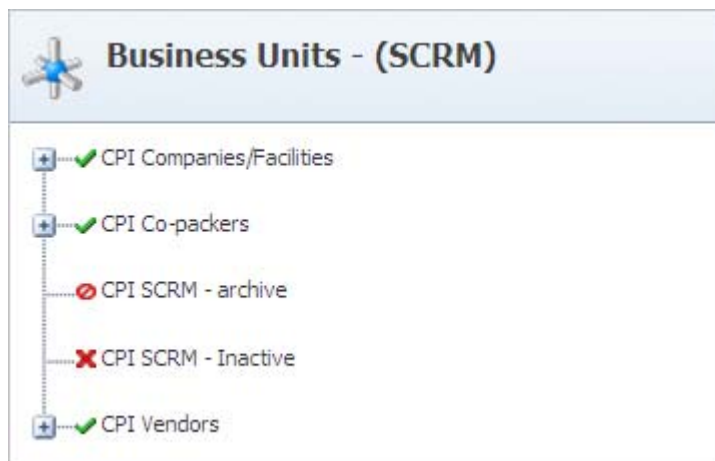 Business Units - (SCRM)
CPI Companies/Facilities
CPI Co-packers
CPI SCRM - archive
CPI SCRM - Inactive
CPI Vendors